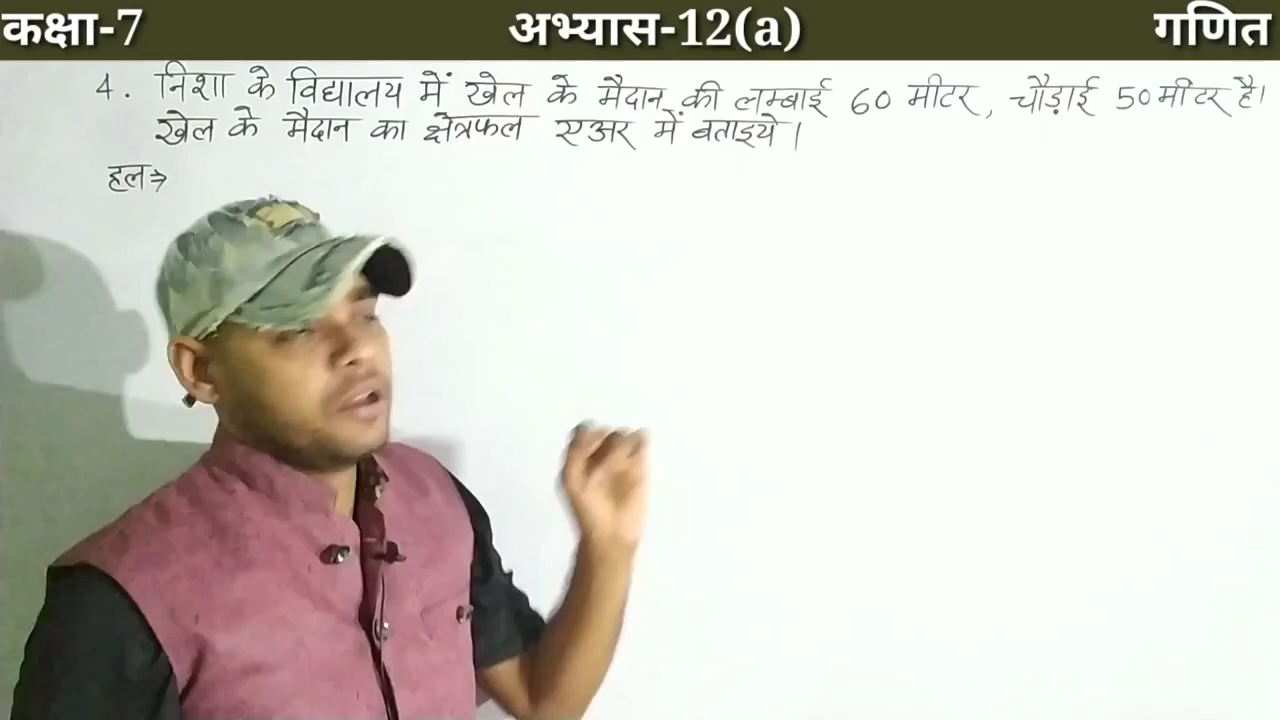 कक्षा-7 अभ्यास-12(a) गणित
4. निशा के विद्यालय में खेल के मैदान की लम्बाई 60 मीटर, चौड़ाई 50 मीटर है।
खेल के मैदान का क्षेत्रफल एअर में बताइये।
हल⇒